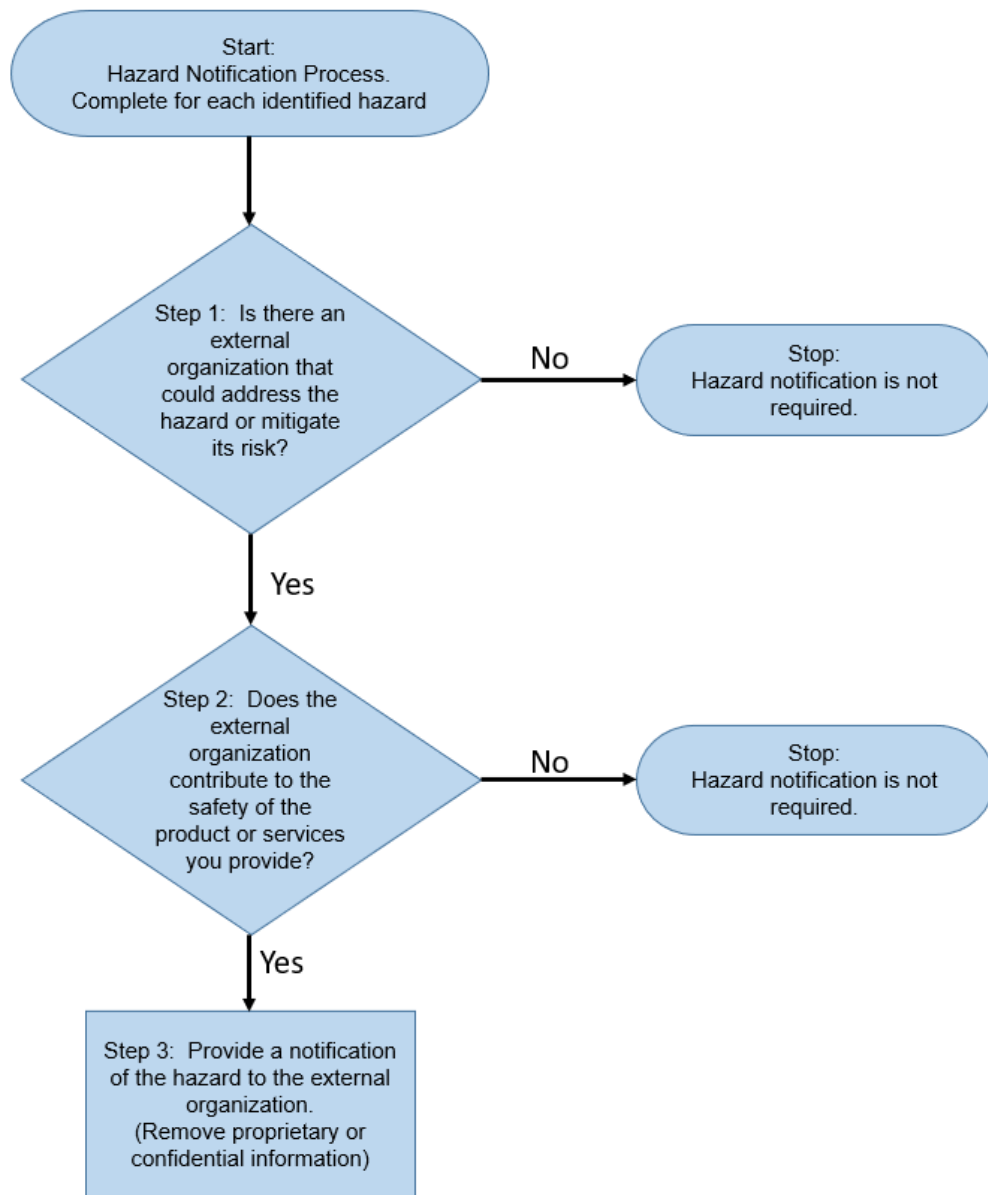 Start:
Hazard Notification Process.
Complete for each identified hazard
Step 1:  Is there an
external
organization that
could address the
hazard or mitigate
its risk?
No
Stop:
Hazard notification is not
required.
Yes
Step 2:  Does the
external
organization
contribute to the
safety of the
product or services
you provide?
No
Stop:
Hazard notification is not
required.
Yes
Step 3:  Provide a notification
of the hazard to the external
organization.
(Remove proprietary or
confidential information)